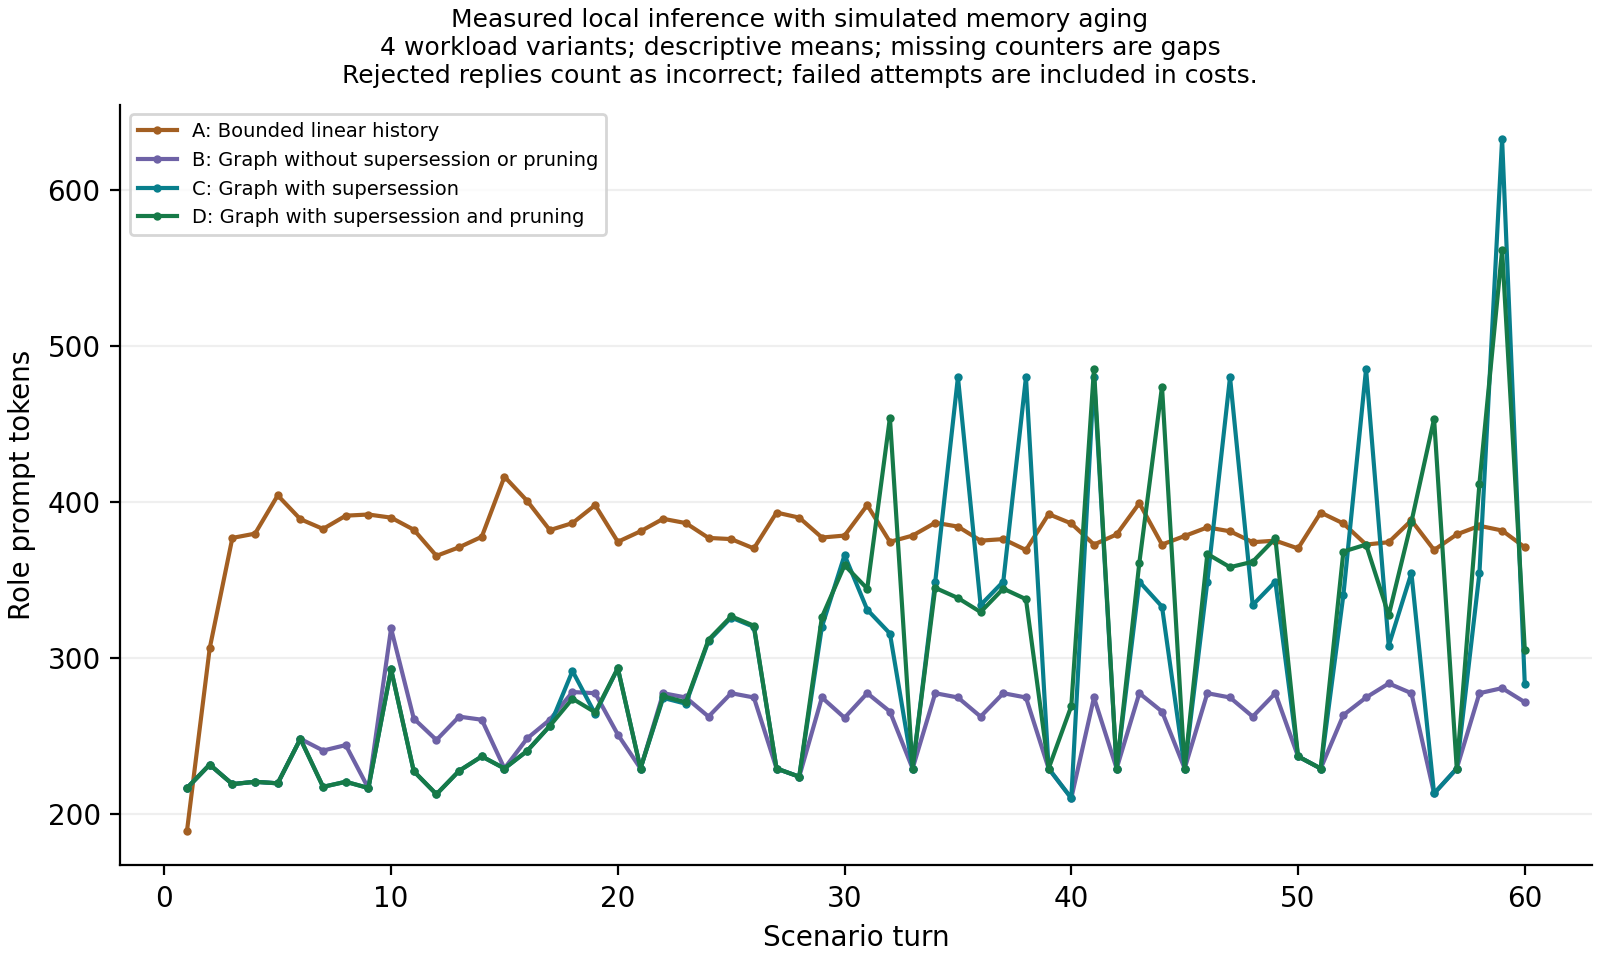 Measured local inference with simulated memory aging
4 workload variants; descriptive means; missing counters are gaps
Rejected replies count as incorrect; failed attempts are included in costs.
A: Bounded linear history
B: Graph without supersession or pruning
C: Graph with supersession
D: Graph with supersession and pruning
Role prompt tokens
600
500
400
300
200
0
10
20
30
40
50
60
Scenario turn